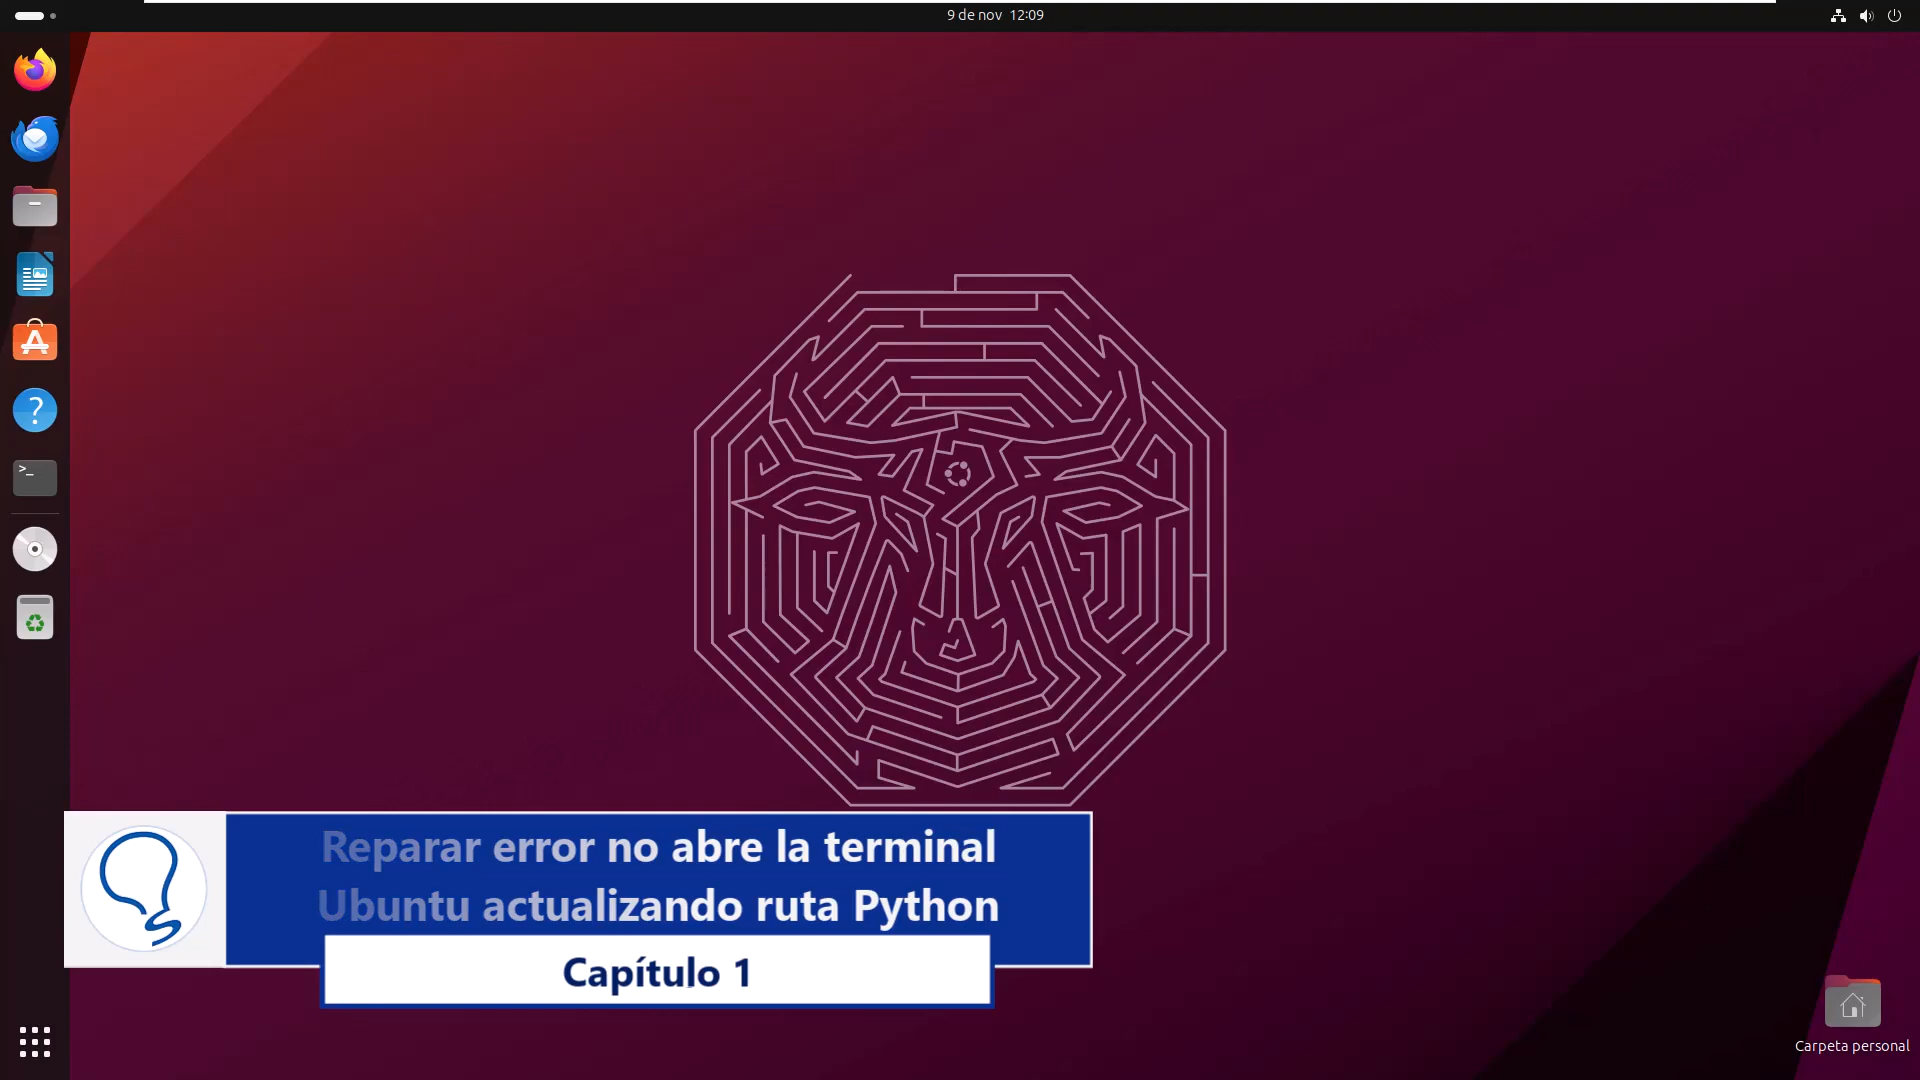 9 de nov 12:09
Reparar error no abre la terminal
Ubuntu actualizando ruta Python
Capítulo 1
Carpeta personal